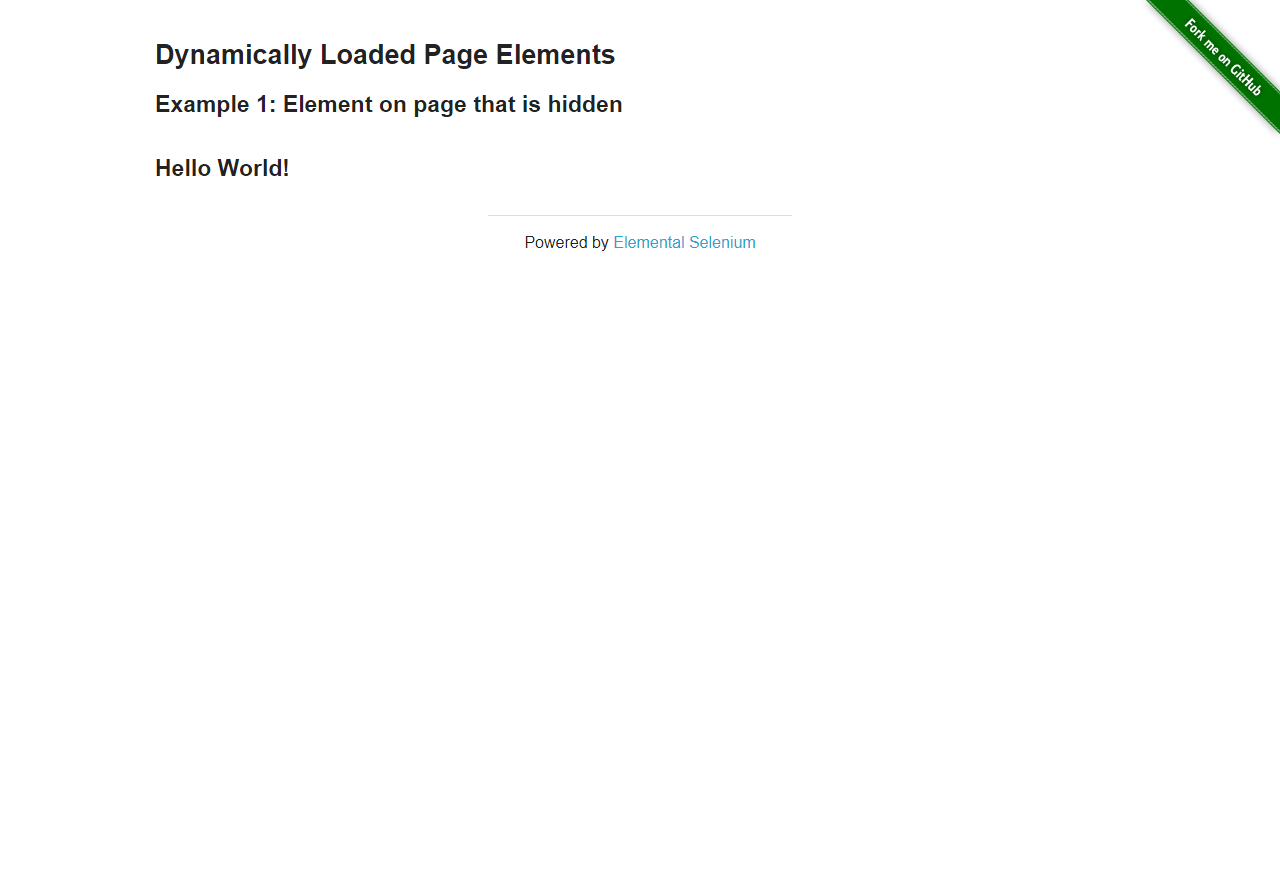 Fork me on GitHub
Dynamically Loaded Page Elements
Example 1: Element on page that is hidden
Hello World!
Powered by Elemental Selenium